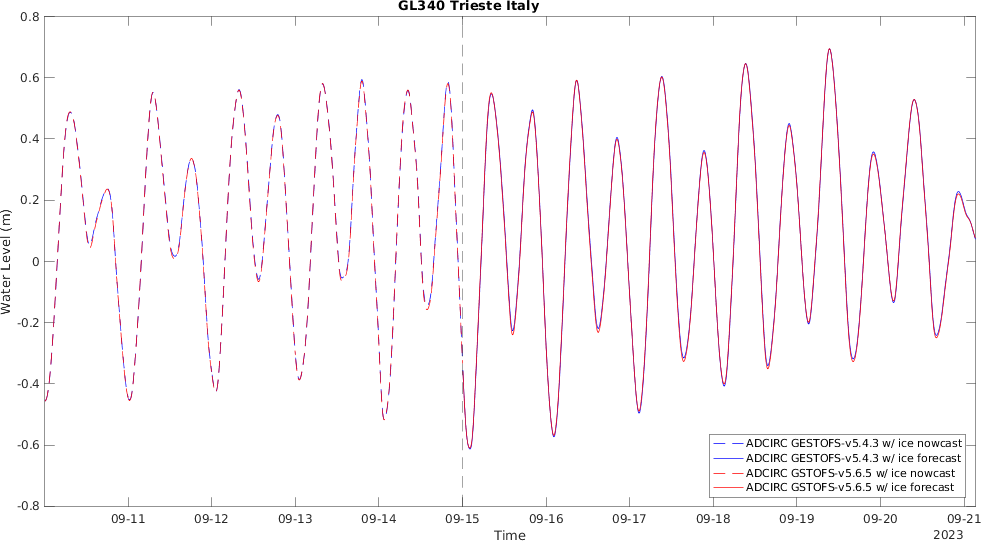 GL340 Trieste Italy
0.8
0.6
0.4
0.2
0
-0.2
-0.4
-0.6
-0.8
Water Level (m)
ADCIRC GESTOFS-v5.4.3 w/ ice nowcast
ADCIRC GESTOFS-v5.4.3 w/ ice forecast
ADCIRC GSTOFS-v5.6.5 w/ ice nowcast
ADCIRC GSTOFS-v5.6.5 w/ ice forecast
09-11 09-12 09-13 09-14 09-15 09-16 09-17 09-18 09-19 09-20 09-21
2023
Time